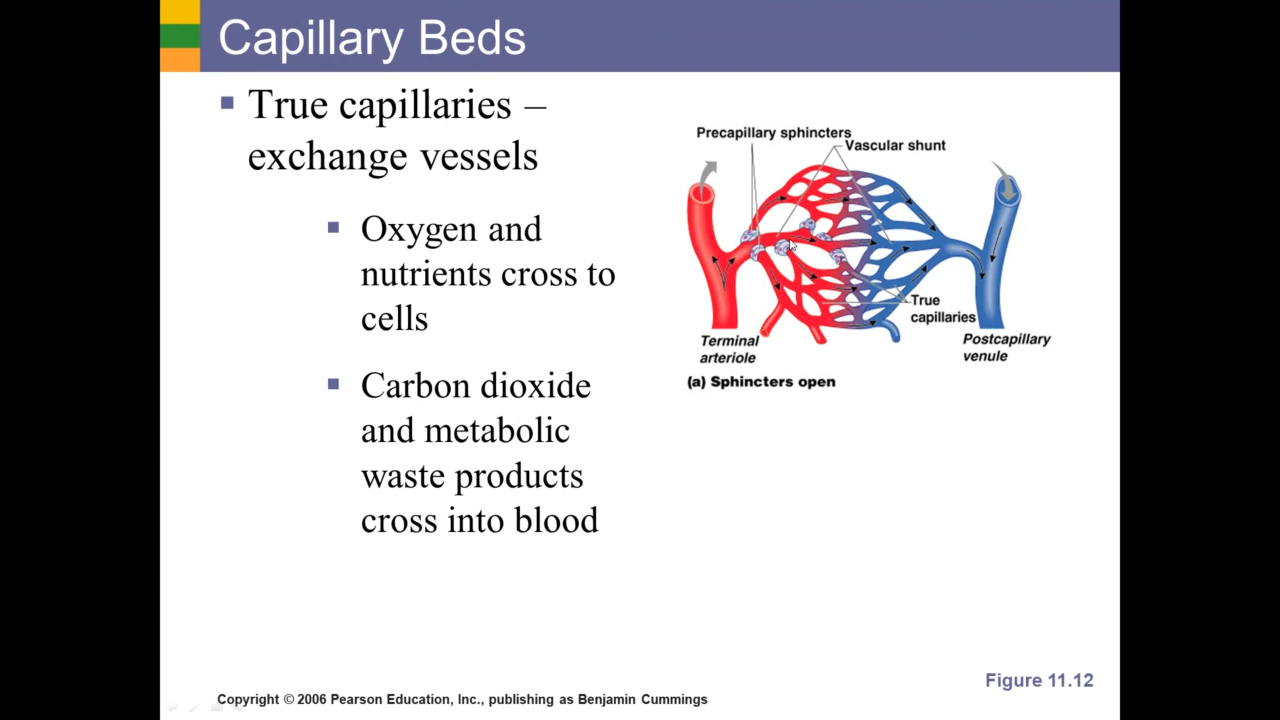 Capillary Beds
True capillaries –
exchange vessels
Oxygen and
nutrients cross to
cells
Carbon dioxide
and metabolic
waste products
cross into blood
Precapillary sphincters
Vascular shunt
True
capillaries
Terminal
arteriole
Postcapillary
venule
(a) Sphincters open
Figure 11.12
Copyright © 2006 Pearson Education, Inc., publishing as Benjamin Cummings